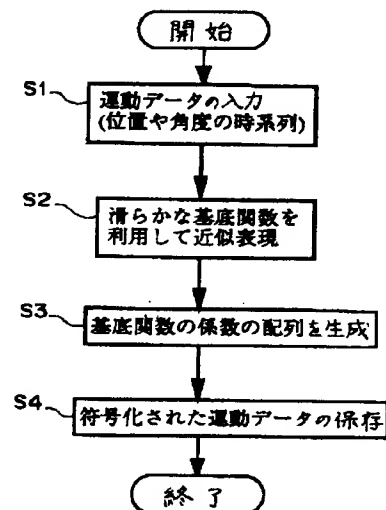 開始
S1
運動データの入力
(位置や角度の時系列)
S2
滑らかな基底関数を
利用して近似表現
S3
基底関数の係数の配列を生成
S4
符号化された運動データの保存
終了